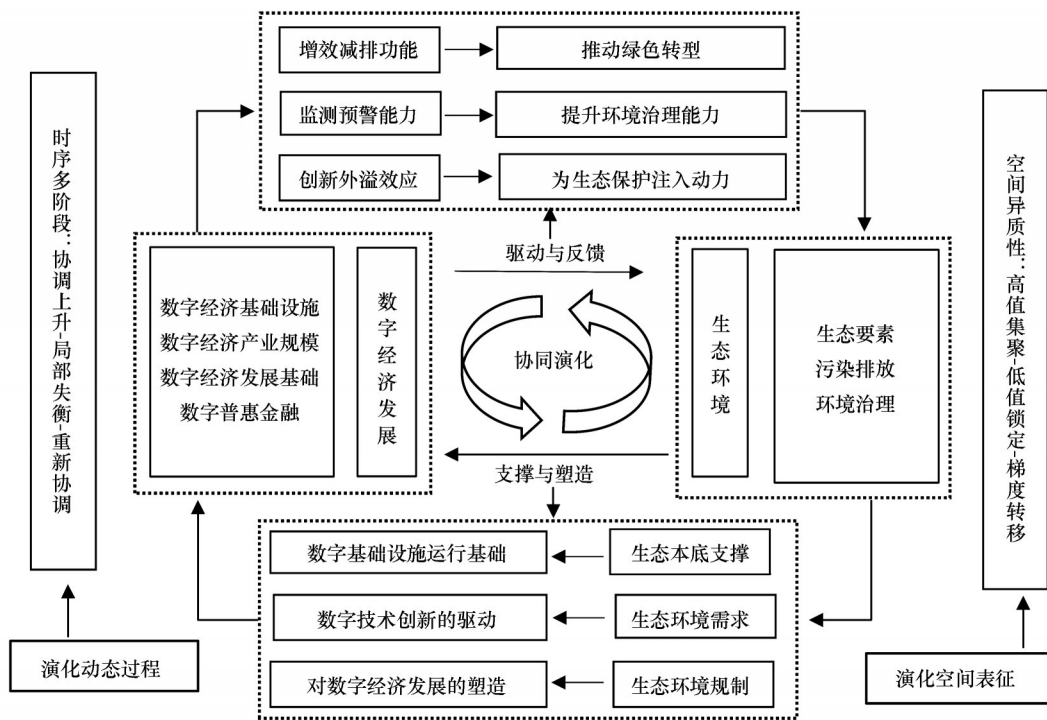 增效减排功能
推动绿色转型
监测预警能力
提升环境治理能力
创新外溢效应
为生态保护注入动力
时序多阶段：协调上升-局部失衡-重新协调
数字经济基础设施
数字经济产业规模
数字经济发展基础
数字普惠金融
数字经济发展
驱动与反馈
协同演化
支撑与塑造
生态环境
生态要素
污染排放
环境治理
空间异质性：高值集聚-低值锁定-梯度转移
数字基础设施运行基础
生态本底支撑
数字技术创新的驱动
生态环境需求
对数字经济发展的塑造
生态环境规制
演化动态过程
演化空间表征